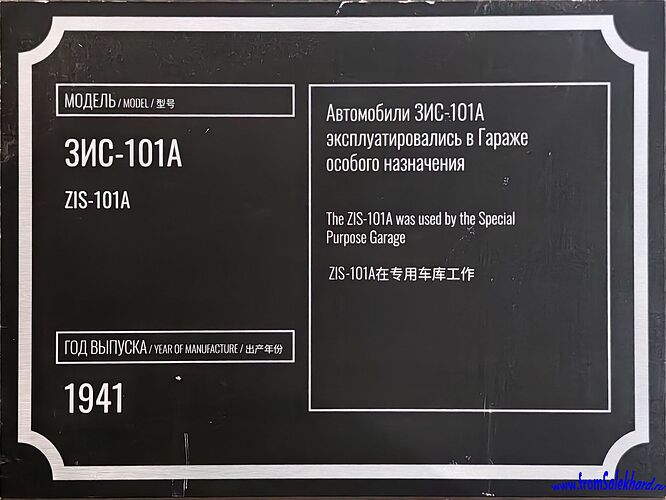 МОДЕЛЬ / MODEL / 型号
ЗИС-101А
ZIS-101A
ГОД ВЫПУСКА / YEAR OF MANUFACTURE / 出产年份
1941
Автомобили ЗИС-101А
эксплуатировались в Гараже
особого назначения
The ZIS-101A was used by the Special
Purpose Garage
ZIS-101A在专用车库工作
www.fromSalekhard.ru